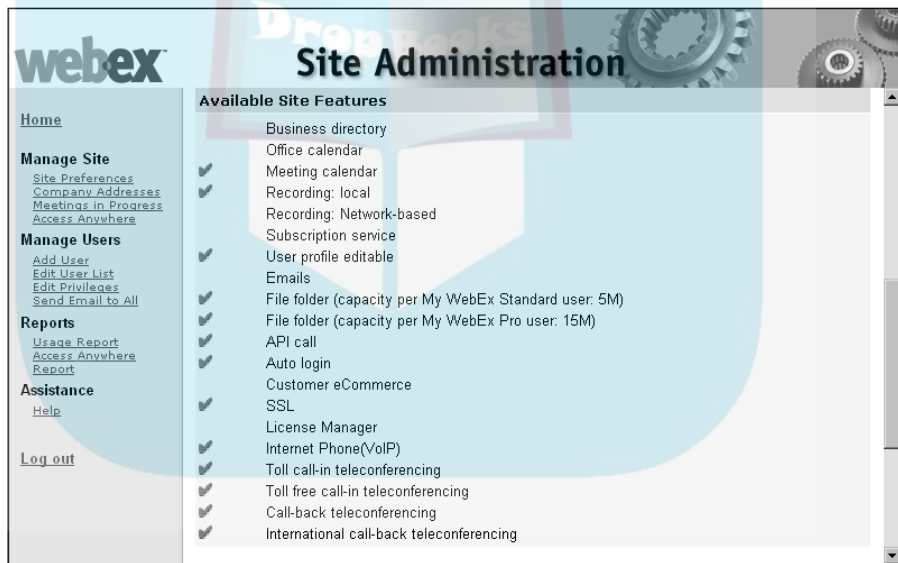 DropBooks
webex
Site Administration
Home
Manage Site
Site Preferences
Company Addresses
Meetings in Progress
Access Anywhere
Manage Users
Add User
Edit User List
Edit Privileges
Send Email to All
Reports
Usage Report
Access Anywhere
Report
Assistance
Help
Log out
Available Site Features
Business directory
Office calendar
✔ Meeting calendar
✔ Recording: local
Recording: Network-based
Subscription service
✔ User profile editable
Emails
✔ File folder (capacity per My WebEx Standard user: 5M)
✔ File folder (capacity per My WebEx Pro user: 15M)
✔ API call
✔ Auto login
Customer eCommerce
✔ SSL
License Manager
✔ Internet Phone(VoIP)
✔ Toll call-in teleconferencing
✔ Toll free call-in teleconferencing
✔ Call-back teleconferencing
✔ International call-back teleconferencing